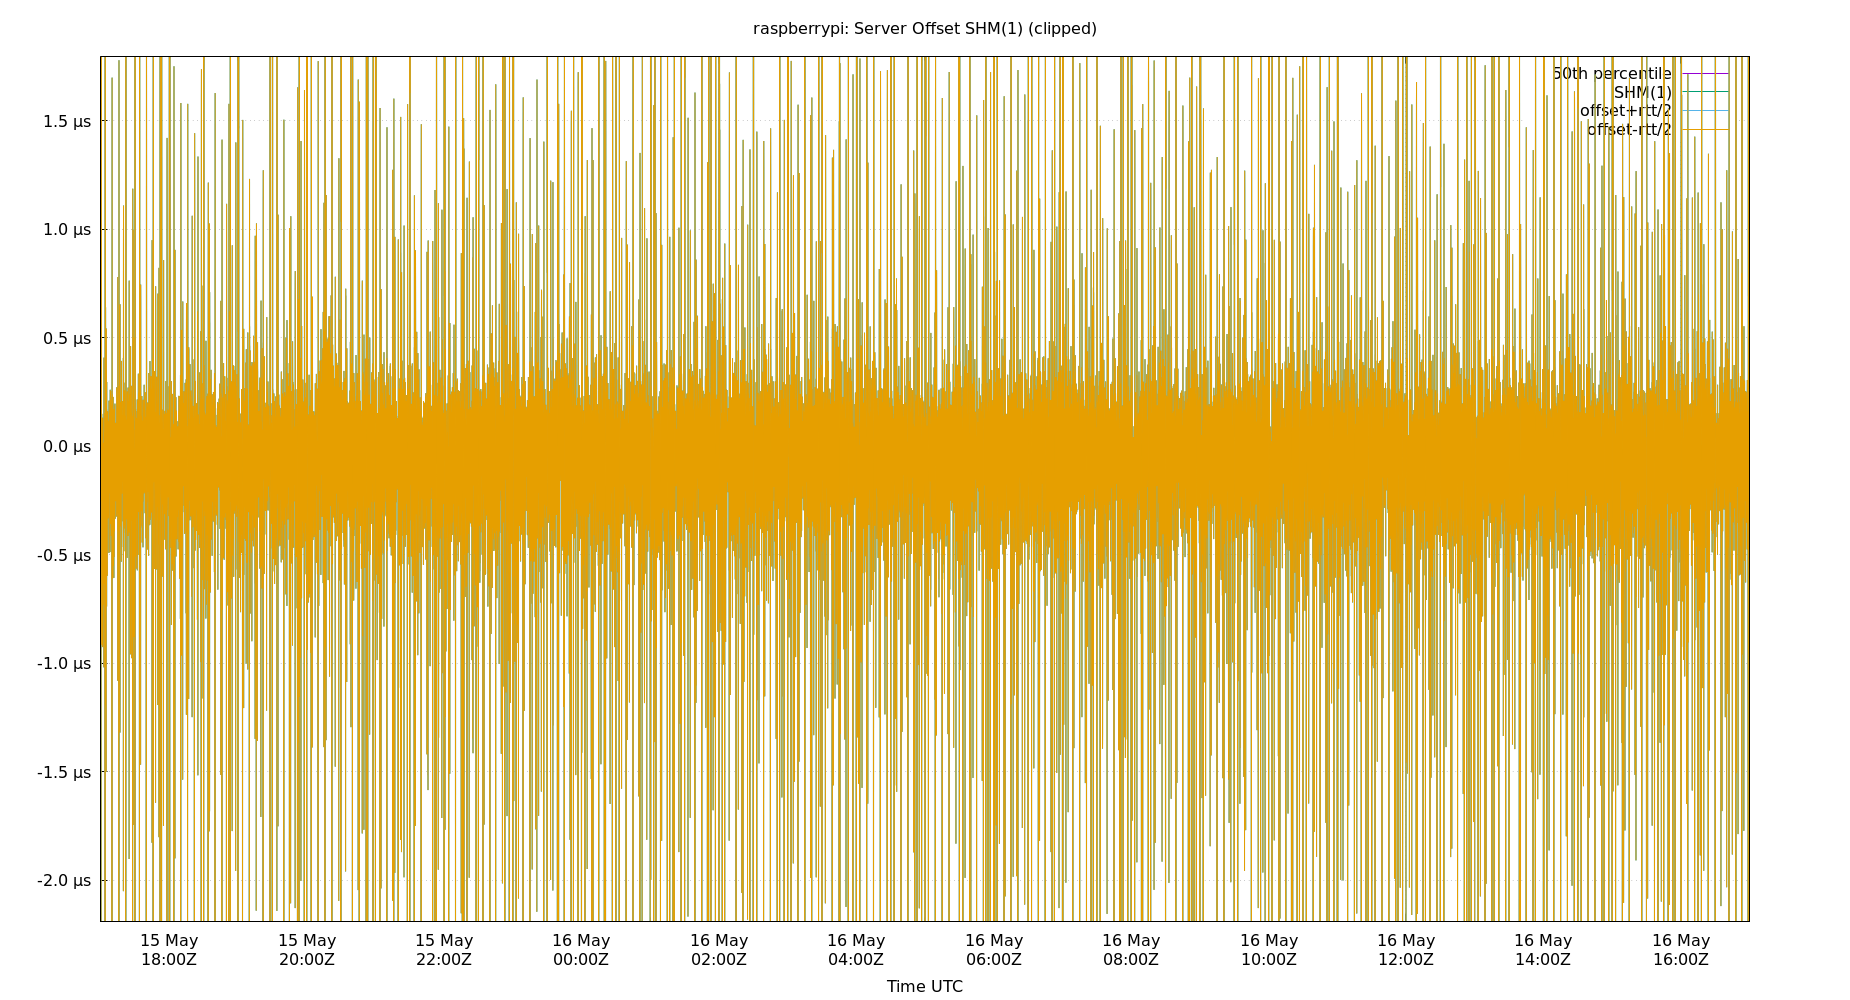 raspberrypi: Server Offset SHM(1) (clipped)
50th percentile
SHM(1)
offset+rtt/2
offset-rtt/2
1.5 µs
1.0 µs
0.5 µs
0.0 µs
-0.5 µs
-1.0 µs
-1.5 µs
-2.0 µs
15 May 15 May 15 May 16 May 16 May 16 May 16 May 16 May 16 May 16 May 16 May 16 May
18:00Z 20:00Z 22:00Z 00:00Z 02:00Z 04:00Z 06:00Z 08:00Z 10:00Z 12:00Z 14:00Z 16:00Z
Time UTC